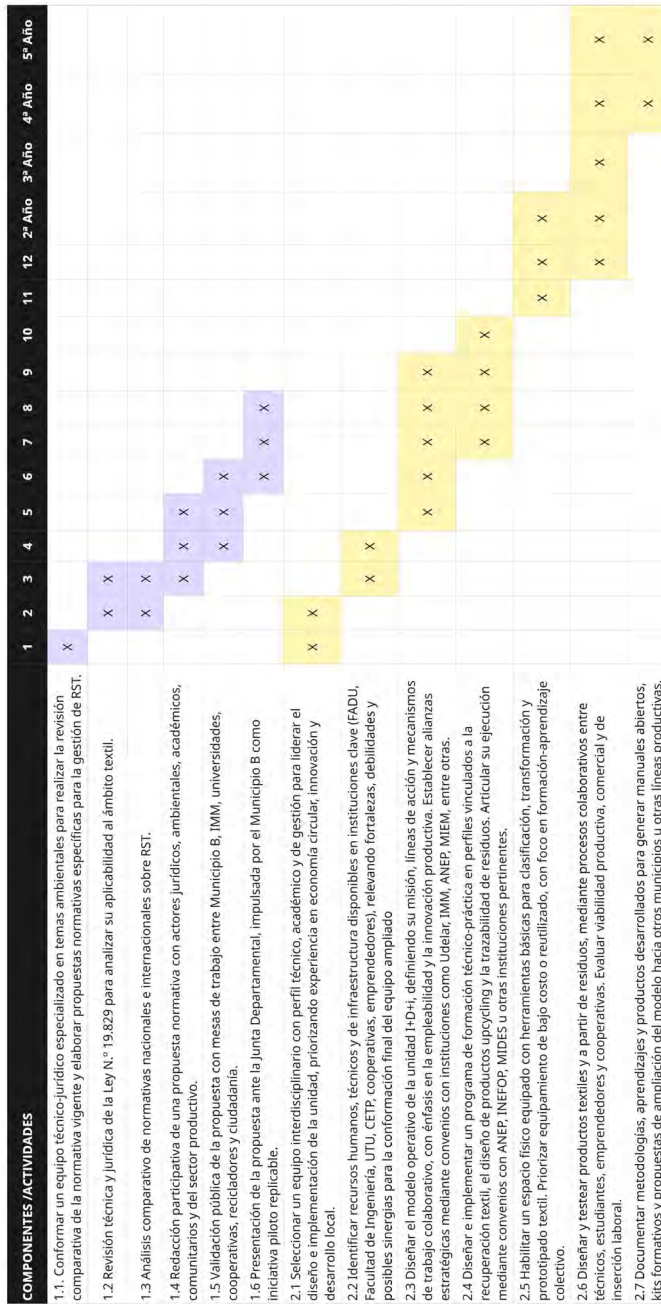 COMPONENTES /ACTIVIDADES 1 2 3 4 5 6 7 8 9 10 11 12 2ª Año 3ª Año 4ª Año 5ª Año
1.1. Conformar un equipo técnico-jurídico especializado en temas ambientales para realizar la revisión
comparativa de la normativa vigente y elaborar propuestas normativas específicas para la gestión de RST.
X
1.2 Revisión técnica y jurídica de la Ley N.º 19.829 para analizar su aplicabilidad al ámbito textil.
X X
1.3 Análisis comparativo de normativas nacionales e internacionales sobre RST.
X X
1.4 Redacción participativa de una propuesta normativa con actores jurídicos, ambientales, académicos,
comunitarios y del sector productivo.
X X X
1.5 Validación pública de la propuesta con mesas de trabajo entre Municipio B, IMM, universidades,
cooperativas, recicladores y ciudadanía.
X X X
1.6 Presentación de la propuesta ante la Junta Departamental, impulsada por el Municipio B como
iniciativa piloto replicable.
X X X
2.1 Seleccionar un equipo interdisciplinario con perfil técnico, académico y de gestión para liderar el
diseño e implementación de la unidad, priorizando experiencia en economía circular, innovación y
desarrollo local.
X X
2.2 Identificar recursos humanos, técnicos y de infraestructura disponibles en instituciones clave (FADU,
Facultad de Ingeniería, UTU, CETP, cooperativas, emprendedores), relevando fortalezas, debilidades y
posibles sinergias para la conformación final del equipo ampliado
X X
2.3 Diseñar el modelo operativo de la unidad I+D+i, definiendo su misión, líneas de acción y mecanismos
de trabajo colaborativo, con énfasis en la empleabilidad y la innovación productiva. Establecer alianzas
estratégicas mediante convenios con instituciones como Udelar, IMM, ANEP, MIEM, entre otras.
X X X X X
2.4 Diseñar e implementar un programa de formación técnico-práctica en perfiles vinculados a la
recuperación textil, el diseño de productos upcycling y la trazabilidad de residuos. Articular su ejecución
mediante convenios con ANEP, INEFOP, MIDES u otras instituciones pertinentes.
X X X X
2.5 Habilitar un espacio físico equipado con herramientas básicas para clasificación, transformación y
prototipado textil. Priorizar equipamiento de bajo costo o reutilizado, con foco en formación-aprendizaje
colectivo.
X X X
2.6 Diseñar y testear productos textiles y a partir de residuos, mediante procesos colaborativos entre
técnicos, estudiantes, emprendedores y cooperativas. Evaluar viabilidad productiva, comercial y de
inserción laboral.
X X X X X
2.7 Documentar metodologías, aprendizajes y productos desarrollados para generar manuales abiertos,
kits formativos y propuestas de ampliación del modelo hacia otros municipios u otras líneas productivas.
X X